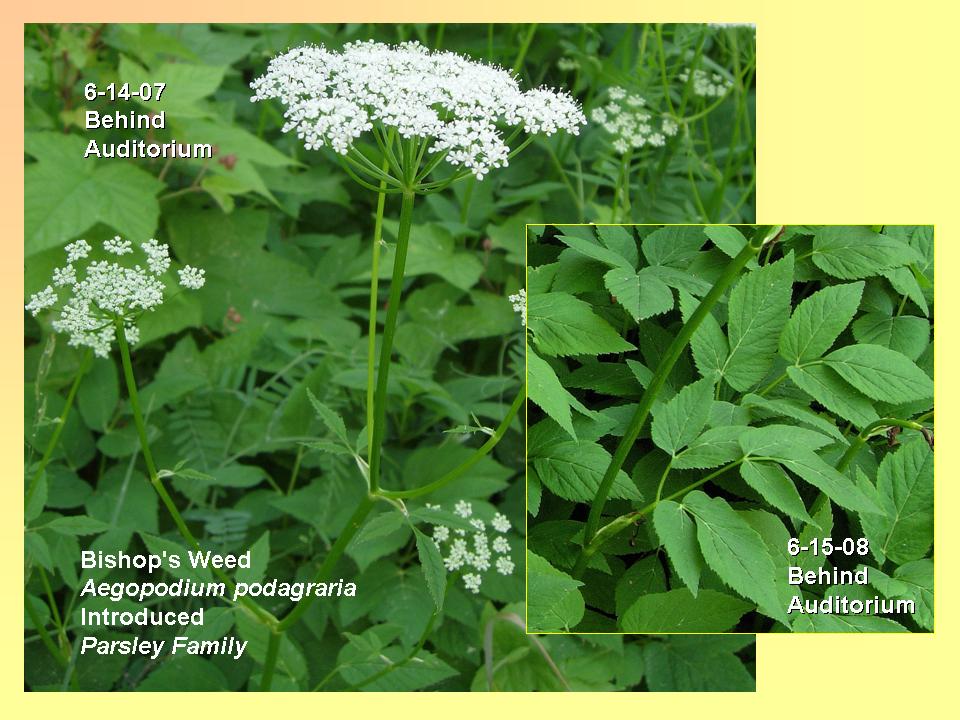 6-14-07
Behind
Auditorium
Bishop's Weed
Aegopodium podagraria
Introduced
Parsley Family
6-15-08
Behind
Auditorium